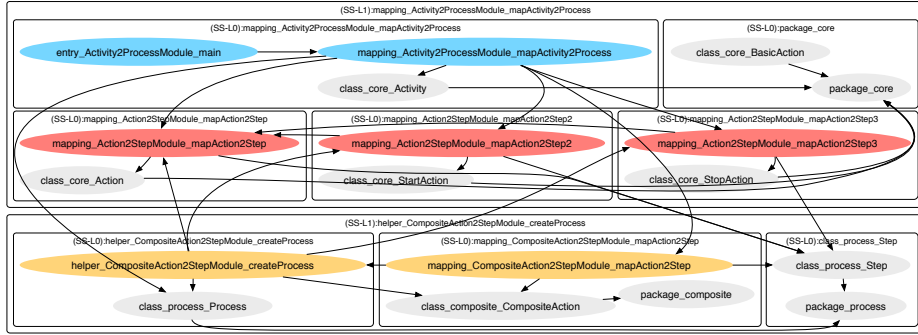 (SS-L1):mapping_Activity2ProcessModule_mapActivity2Process
(SS-L0):mapping_Activity2ProcessModule_mapActivity2Process
(SS-L0):package_core
entry_Activity2ProcessModule_main
mapping_Activity2ProcessModule_mapActivity2Process
class_core_BasicAction
class_core_Activity
package_core
(SS-L0):mapping_Action2StepModule_mapAction2Step
(SS-L0):mapping_Action2StepModule_mapAction2Step2
(SS-L0):mapping_Action2StepModule_mapAction2Step3
mapping_Action2StepModule_mapAction2Step
mapping_Action2StepModule_mapAction2Step2
mapping_Action2StepModule_mapAction2Step3
class_core_Action
class_core_StartAction
class_core_StopAction
(SS-L1):helper_CompositeAction2StepModule_createProcess
(SS-L0):helper_CompositeAction2StepModule_createProcess
(SS-L0):mapping_CompositeAction2StepModule_mapAction2Step
(SS-L0):class_process_Step
helper_CompositeAction2StepModule_createProcess
mapping_CompositeAction2StepModule_mapAction2Step
class_process_Step
class_process_Process
class_composite_CompositeAction
package_composite
package_process